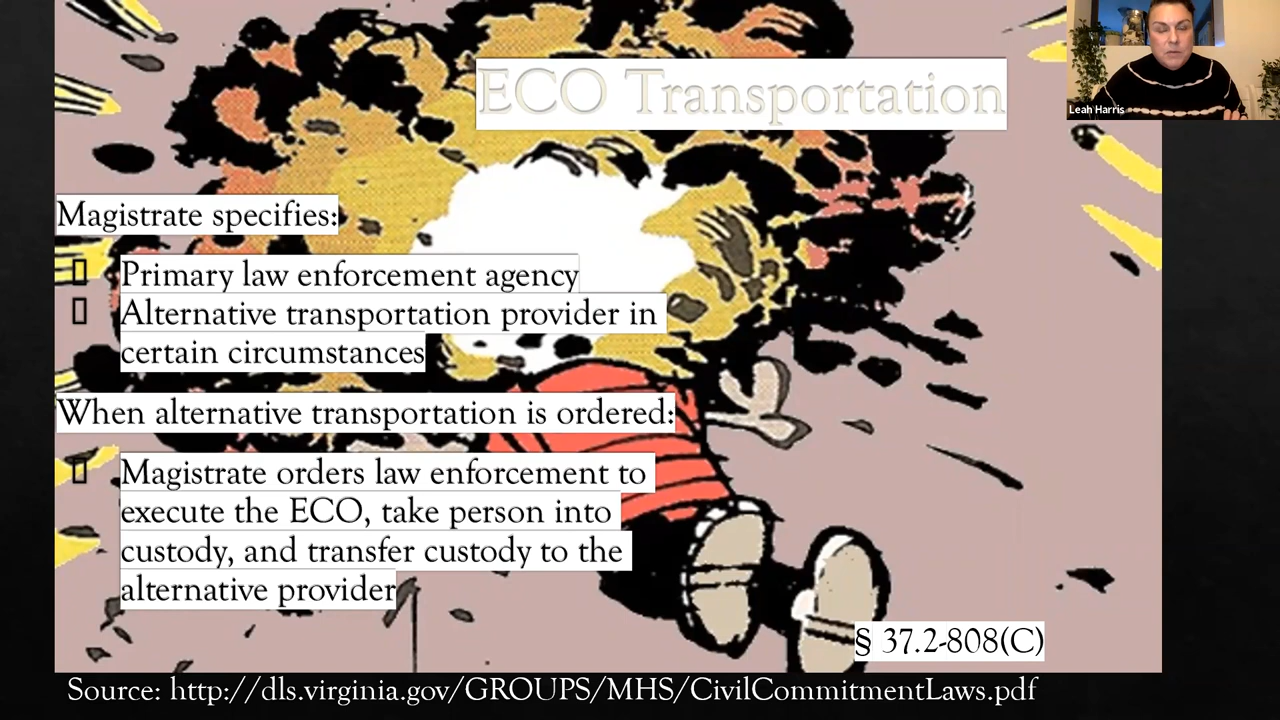 ECO Transportation
Leah Harris
Magistrate specifies:
Primary law enforcement agency
Alternative transportation provider in
certain circumstances
When alternative transportation is ordered:
Magistrate orders law enforcement to
execute the ECO, take person into
custody, and transfer custody to the
alternative provider
§ 37.2-808(C)
Source: http://dls.virginia.gov/GROUPS/MHS/CivilCommitmentLaws.pdf